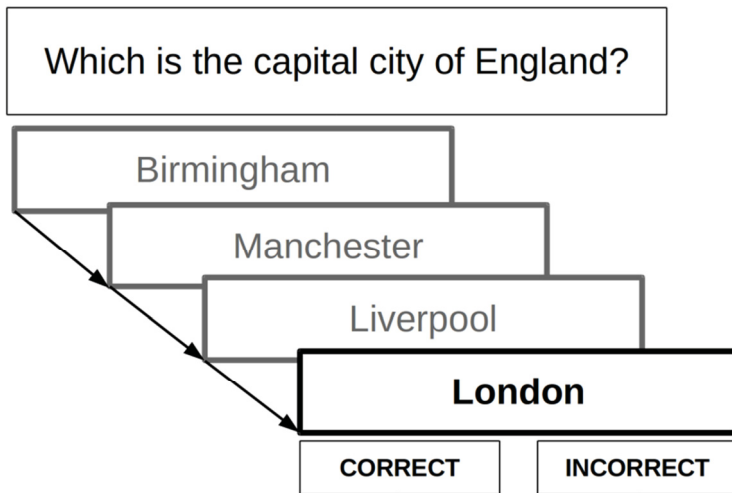 Which is the capital city of England?
Birmingham
Manchester
Liverpool
London
CORRECT INCORRECT